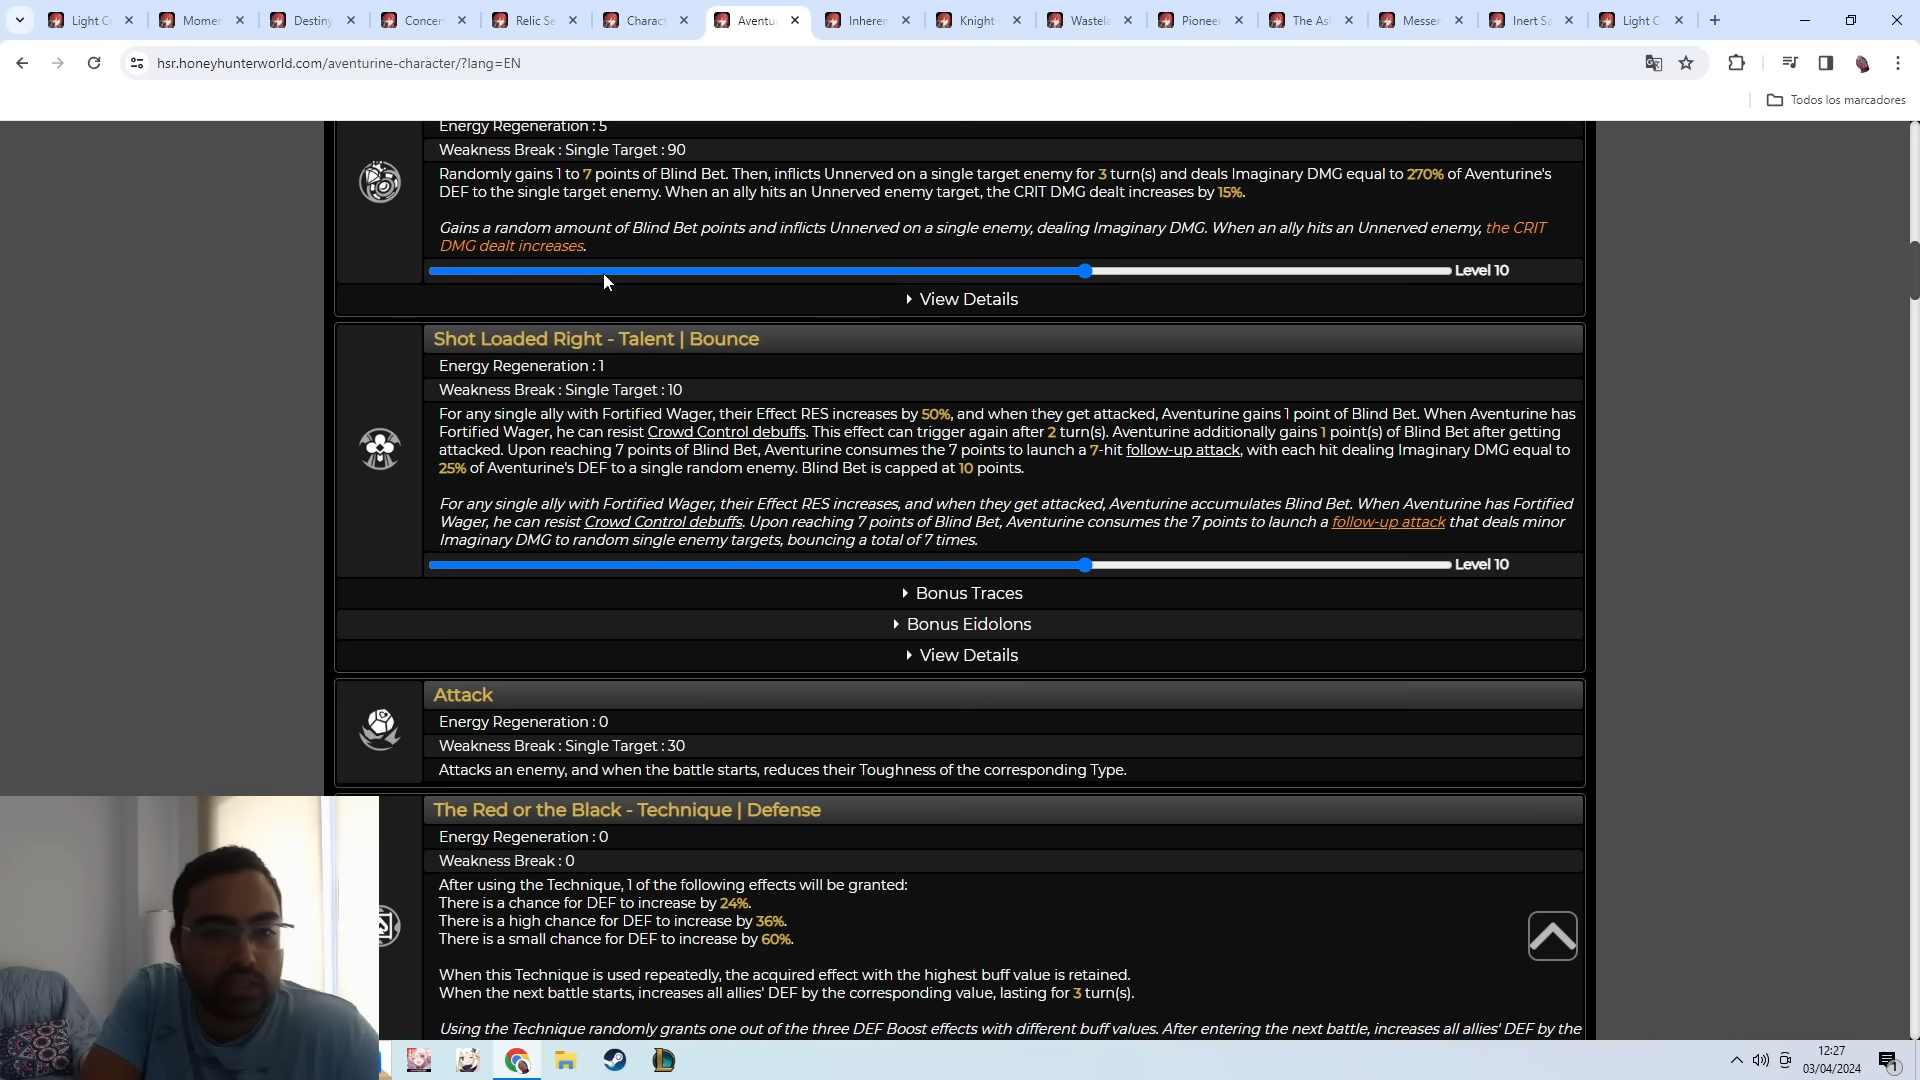 Light C
Momen
Destiny
Concer
Relic Se
Charact
Aventu
Inheren
Knight
Wastela
Pioneer
The As
Messen
Inert Sa
Light C
hsr.honeyhunterworld.com/aventurine-character/?lang=EN
Todos los marcadores
Energy Regeneration : 5
Weakness Break : Single Target : 90
Randomly gains 1 to 7 points of Blind Bet. Then, inflicts Unnerved on a single target enemy for 3 turn(s) and deals Imaginary DMG equal to 270% of Aventurine's
DEF to the single target enemy. When an ally hits an Unnerved enemy target, the CRIT DMG dealt increases by 15%.
Gains a random amount of Blind Bet points and inflicts Unnerved on a single enemy, dealing Imaginary DMG. When an ally hits an Unnerved enemy, the CRIT
DMG dealt increases.
Level 10
View Details
Shot Loaded Right - Talent | Bounce
Energy Regeneration : 1
Weakness Break : Single Target : 10
For any single ally with Fortified Wager, their Effect RES increases by 50%, and when they get attacked, Aventurine gains 1 point of Blind Bet. When Aventurine has
Fortified Wager, he can resist Crowd Control debuffs. This effect can trigger again after 2 turn(s). Aventurine additionally gains 1 point(s) of Blind Bet after getting
attacked. Upon reaching 7 points of Blind Bet, Aventurine consumes the 7 points to launch a 7-hit follow-up attack, with each hit dealing Imaginary DMG equal to
25% of Aventurine's DEF to a single random enemy. Blind Bet is capped at 10 points.
For any single ally with Fortified Wager, their Effect RES increases, and when they get attacked, Aventurine accumulates Blind Bet. When Aventurine has Fortified
Wager, he can resist Crowd Control debuffs. Upon reaching 7 points of Blind Bet, Aventurine consumes the 7 points to launch a follow-up attack that deals minor
Imaginary DMG to random single enemy targets, bouncing a total of 7 times.
Level 10
Bonus Traces
Bonus Eidolons
View Details
Attack
Energy Regeneration : 0
Weakness Break : Single Target : 30
Attacks an enemy, and when the battle starts, reduces their Toughness of the corresponding Type.
The Red or the Black - Technique | Defense
Energy Regeneration : 0
Weakness Break : 0
After using the Technique, 1 of the following effects will be granted:
There is a chance for DEF to increase by 24%.
There is a high chance for DEF to increase by 36%.
There is a small chance for DEF to increase by 60%.
When this Technique is used repeatedly, the acquired effect with the highest buff value is retained.
When the next battle starts, increases all allies' DEF by the corresponding value, lasting for 3 turn(s).
Using the Technique randomly grants one out of the three DEF Boost effects with different buff values. After entering the next battle, increases all allies' DEF by the
12:27
03/04/2024
1